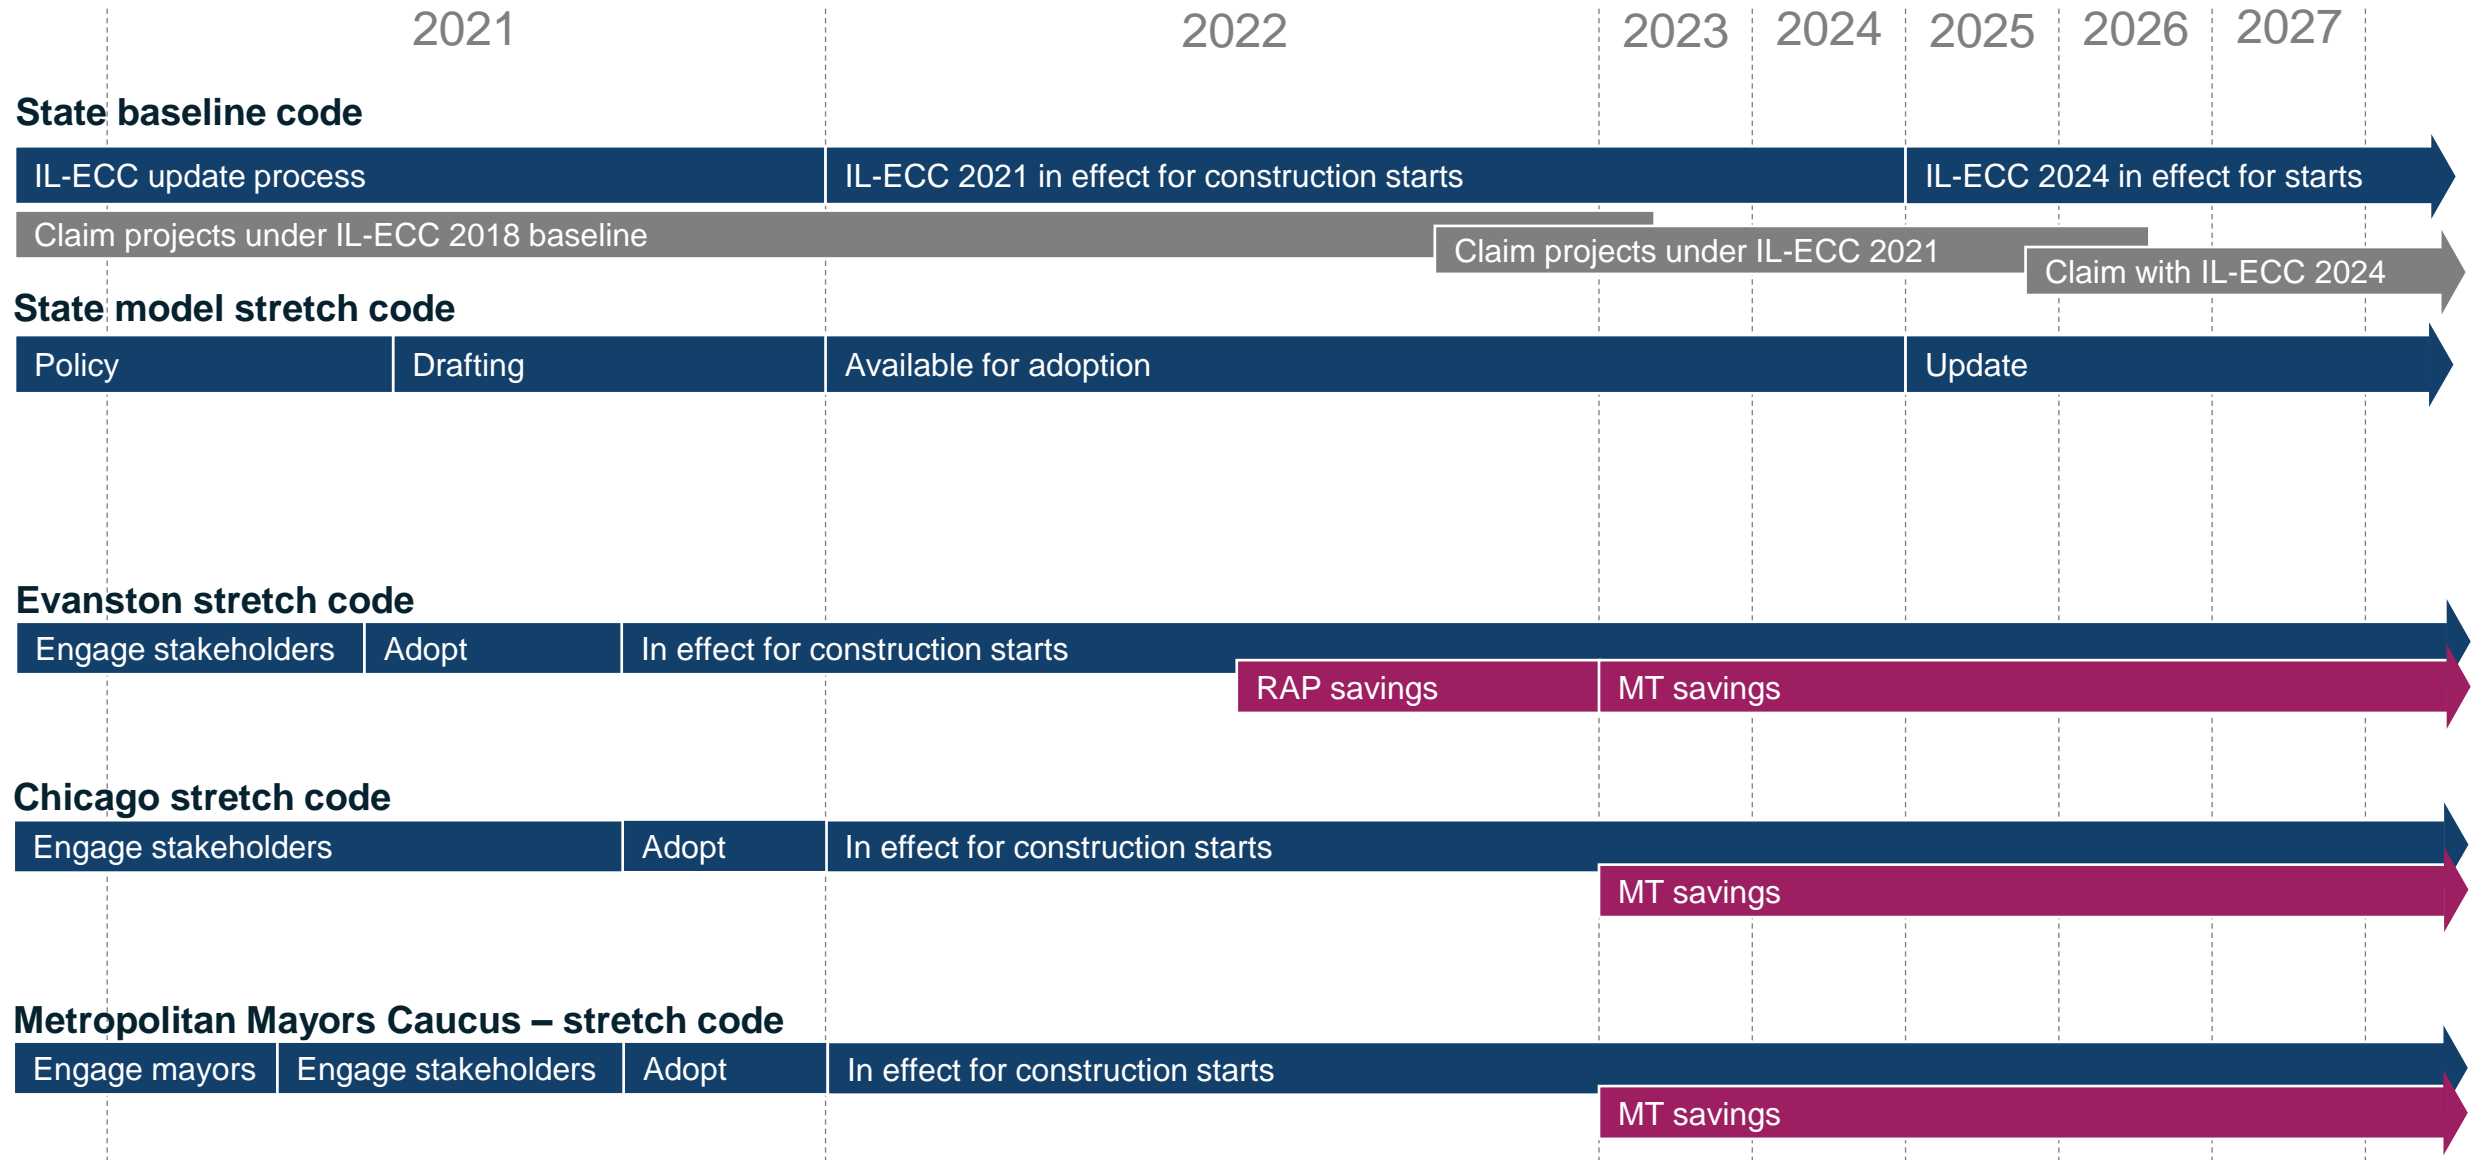 2021 2022 2023 2024 2025 2026 2027
State baseline code
IL-ECC update process
IL-ECC 2021 in effect for construction starts
IL-ECC 2024 in effect for starts
Claim projects under IL-ECC 2018 baseline
Claim projects under IL-ECC 2021
Claim with IL-ECC 2024
State model stretch code
Policy
Drafting
Available for adoption
Update
Evanston stretch code
Engage stakeholders
Adopt
In effect for construction starts
RAP savings
MT savings
Chicago stretch code
Engage stakeholders
Adopt
In effect for construction starts
MT savings
Metropolitan Mayors Caucus – stretch code
Engage mayors
Engage stakeholders
Adopt
In effect for construction starts
MT savings